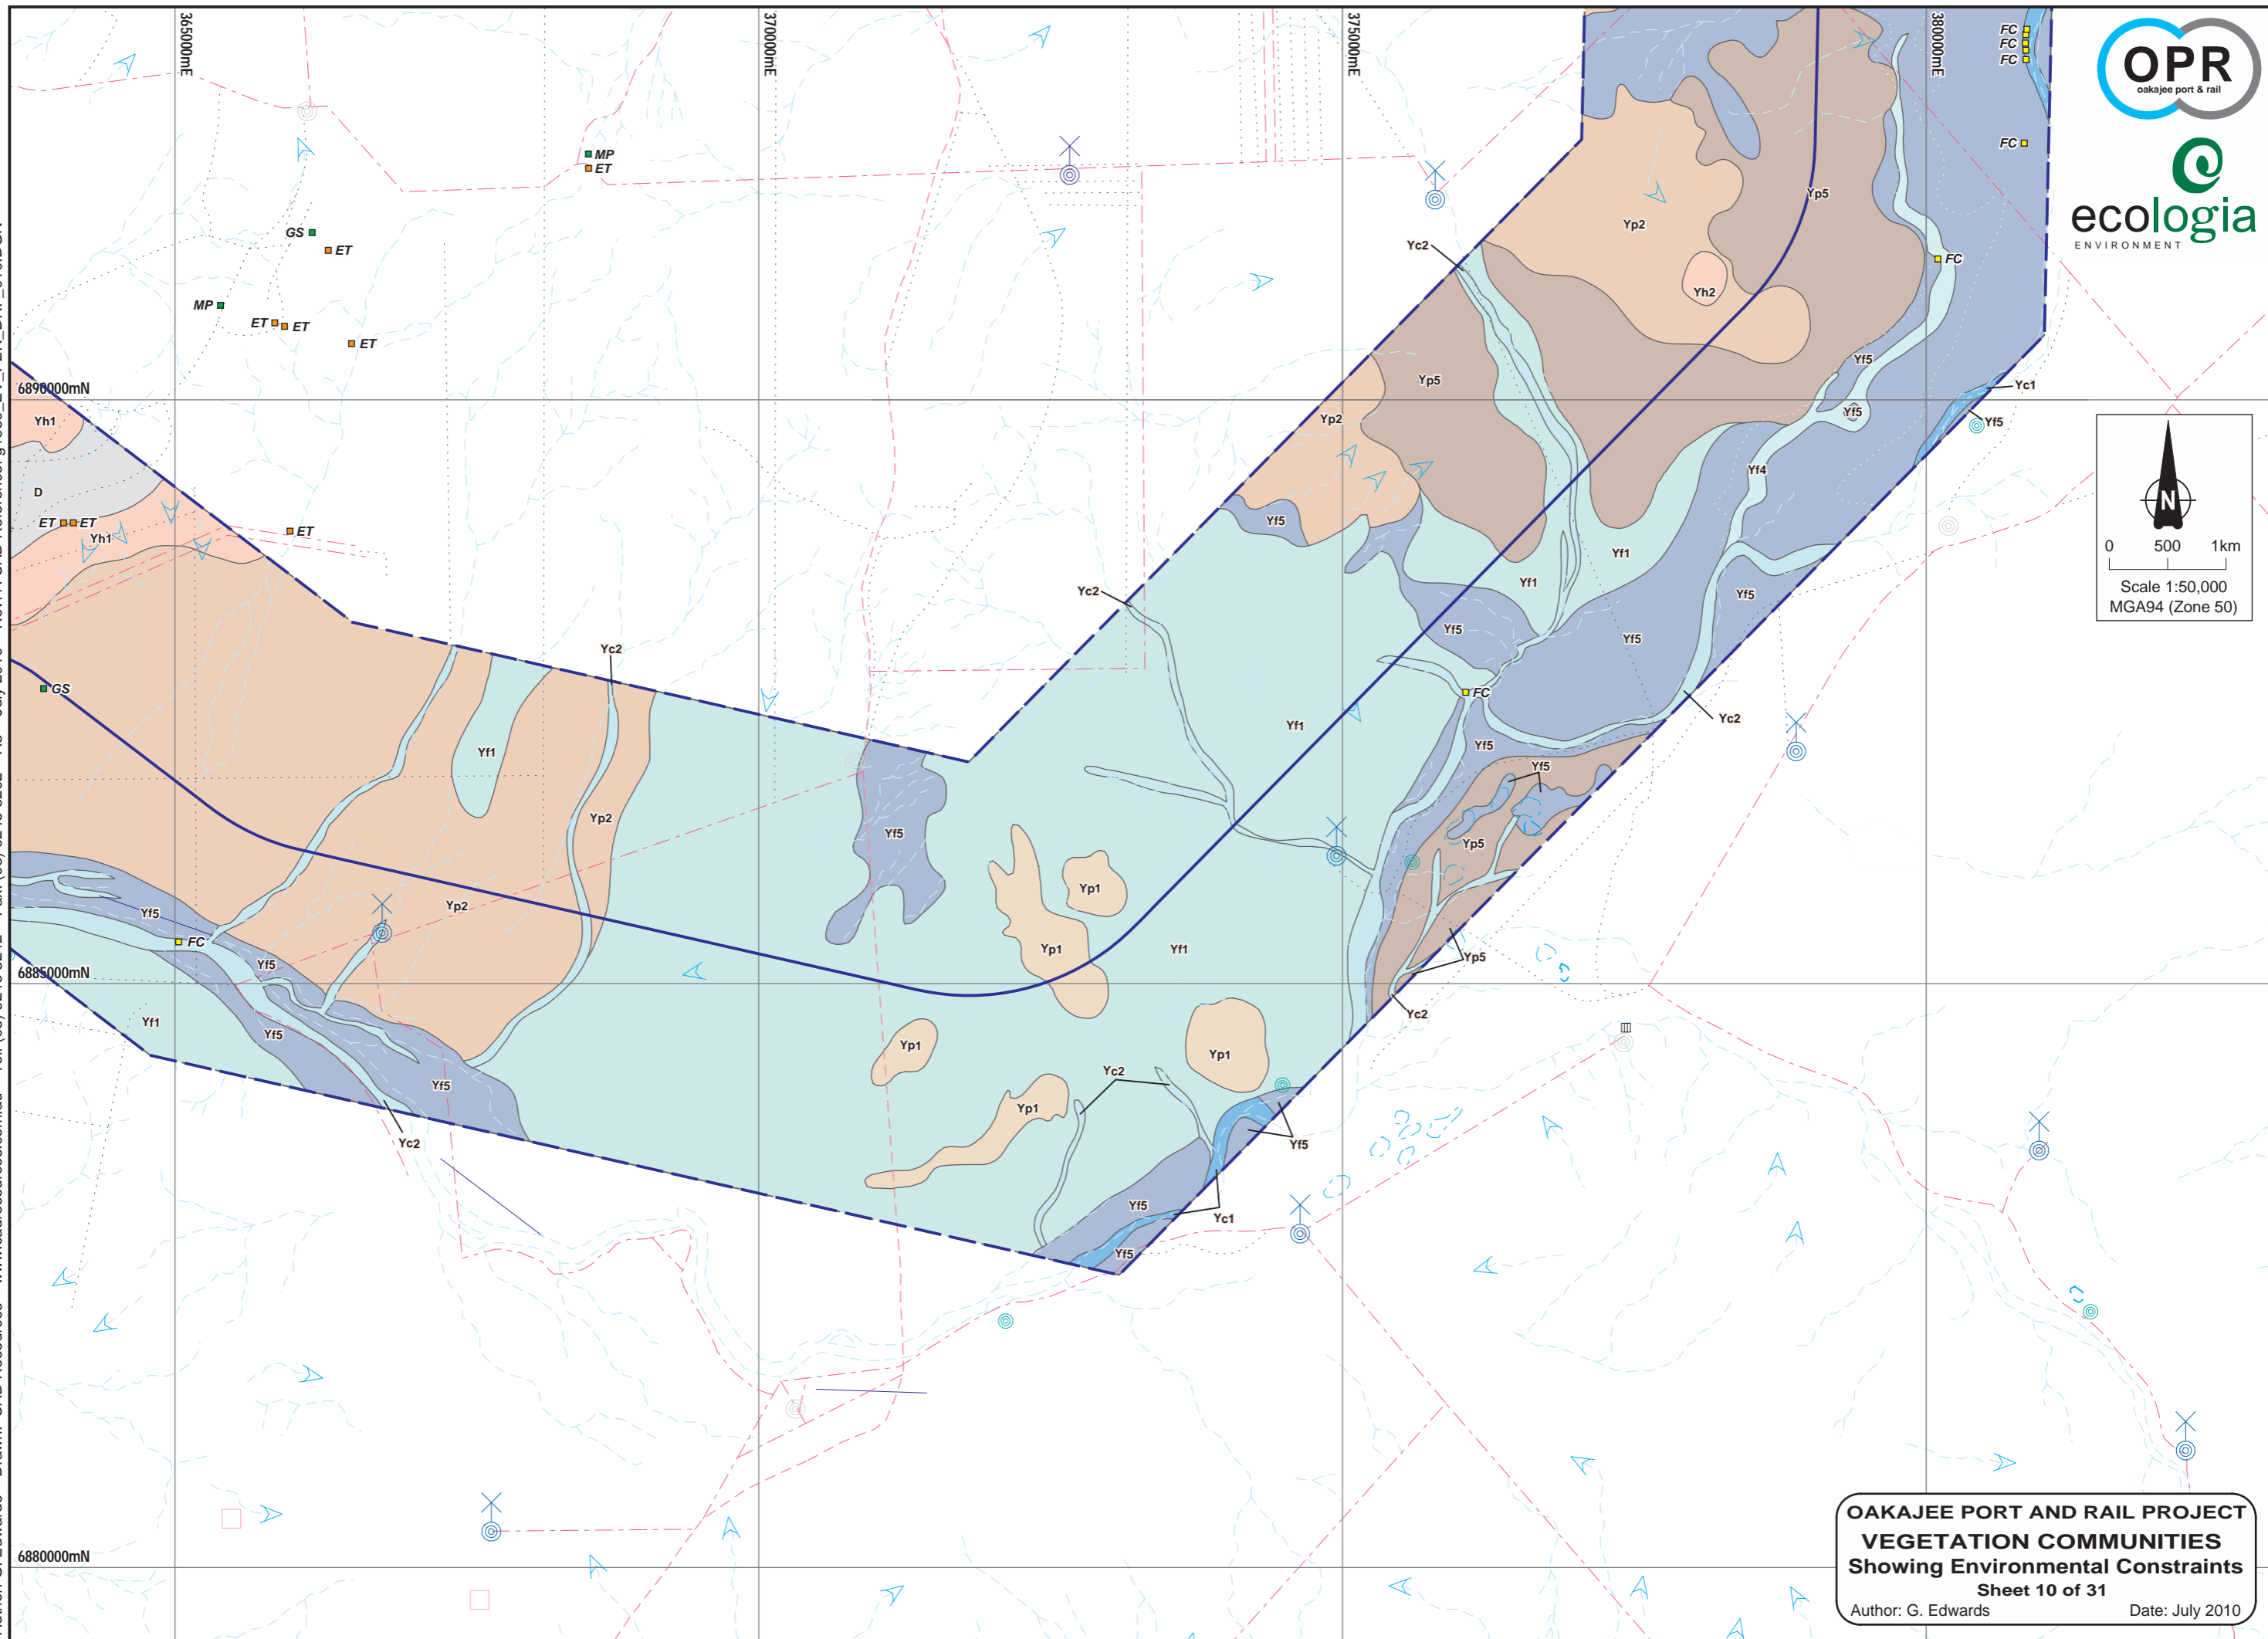 365000mE
370000mE
375000mE
380000mE
FC
FC
FC
OPR
oakajee port & rail
FC
ecologia
ENVIRONMENT
MP
ET
GS
ET
MP
ET
ET
ET
Yp5
Yp2
Yc2
Yh2
FC
6890000mN
Yh1
D
ET
ET
Yh1
ET
Yp5
Yp2
Yf5
Yf5
Yc1
Yf5
Yf4
Yf5
Yf1
Yf1
Yf5
N
0 500 1km
Scale 1:50,000
MGA94 (Zone 50)
Yc2
Yf5
Yf5
Yc2
GS
FC
Yc2
Yf1
Yf1
Yf5
Yf5
Yp2
Yf5
Yp5
Yp1
Yp2
Yf5
FC
Yp1
Yf1
Yp5
Yf5
6885000mN
Yf1
Yf5
Yc2
Yp1
Yp1
Yc2
Yf5
Yp1
Yc2
Yf5
Yf5
Yc1
Yf5
6880000mN
OAKAJEE PORT AND RAIL PROJECT
VEGETATION COMMUNITIES
Showing Environmental Constraints
Sheet 10 of 31
Author: G. Edwards Date: July 2010